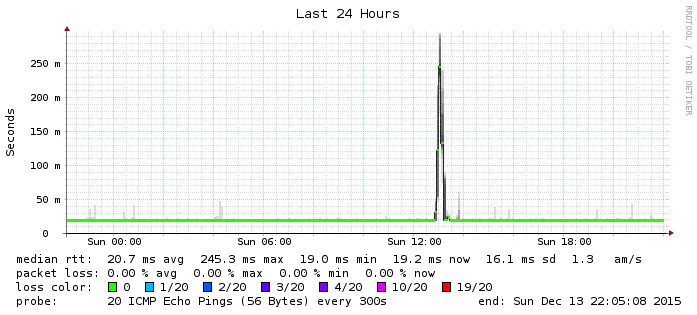 Last 24 Hours
RRDTOOL / TOBI OETIKER
Seconds
250 m
200 m
150 m
100 m
50 m
0
Sun 00:00 Sun 06:00 Sun 12:00 Sun 18:00
median rtt: 20.7 ms avg 245.3 ms max 19.0 ms min 19.2 ms now 16.1 ms sd 1.3 am/s
packet loss: 0.00 % avg 0.00 % max 0.00 % min 0.00 % now
loss color: 0 1/20 2/20 3/20 4/20 10/20 19/20
probe: 20 ICMP Echo Pings (56 Bytes) every 300s end: Sun Dec 13 22:05:08 2015